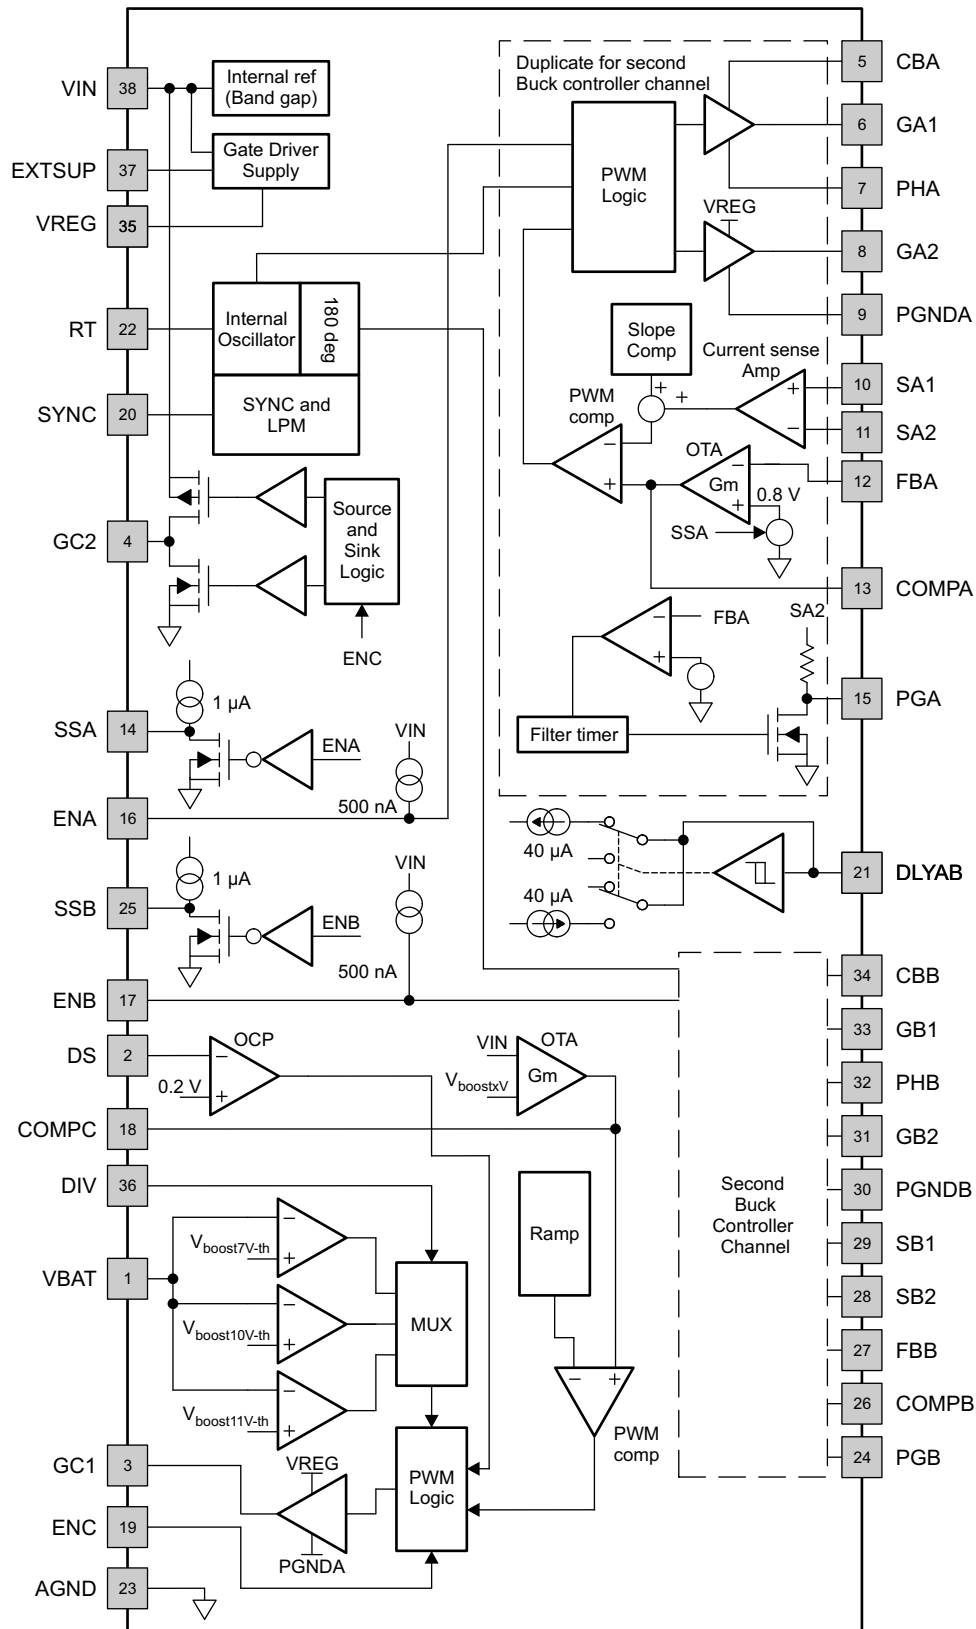 VIN
38
EXTSUP
37
VREG
35
RT
22
SYNC
20
GC2
4
SSA
14
ENA
16
SSB
25
ENB
17
DS
2
COMPC
18
DIV
36
VBAT
1
GC1
3
ENC
19
AGND
23
Internal ref
(Band gap)
Gate Driver
Supply
Internal
Oscillator
180 deg
SYNC and
LPM
Source
and
Sink
Logic
ENC
1 µA
ENA
VIN
500 nA
1 µA
ENB
VIN
500 nA
OCP
−
+
0.2 V
VIN
OTA
Gm
VboostxV
Ramp
−
+
Vboost7V-th
−
+
Vboost10V-th
−
+
Vboost11V-th
MUX
−
+
PWM
comp
VREG
PGNDA
PWM
Logic
Duplicate for second
Buck controller channel
PWM
Logic
VREG
Slope
Comp
Current sense
Amp
+
−
+
+
PWM
comp
−
+
OTA
Gm
−
+
0.8 V
SSA
FBA
−
+
SA2
Filter timer
40 µA
40 µA
Second
Buck
Controller
Channel
5
CBA
6
GA1
7
PHA
8
GA2
9
PGNDA
10
SA1
11
SA2
12
FBA
13
COMPA
15
PGA
21
DLYAB
34
CBB
33
GB1
32
PHB
31
GB2
30
PGNDB
29
SB1
28
SB2
27
FBB
26
COMPB
24
PGB